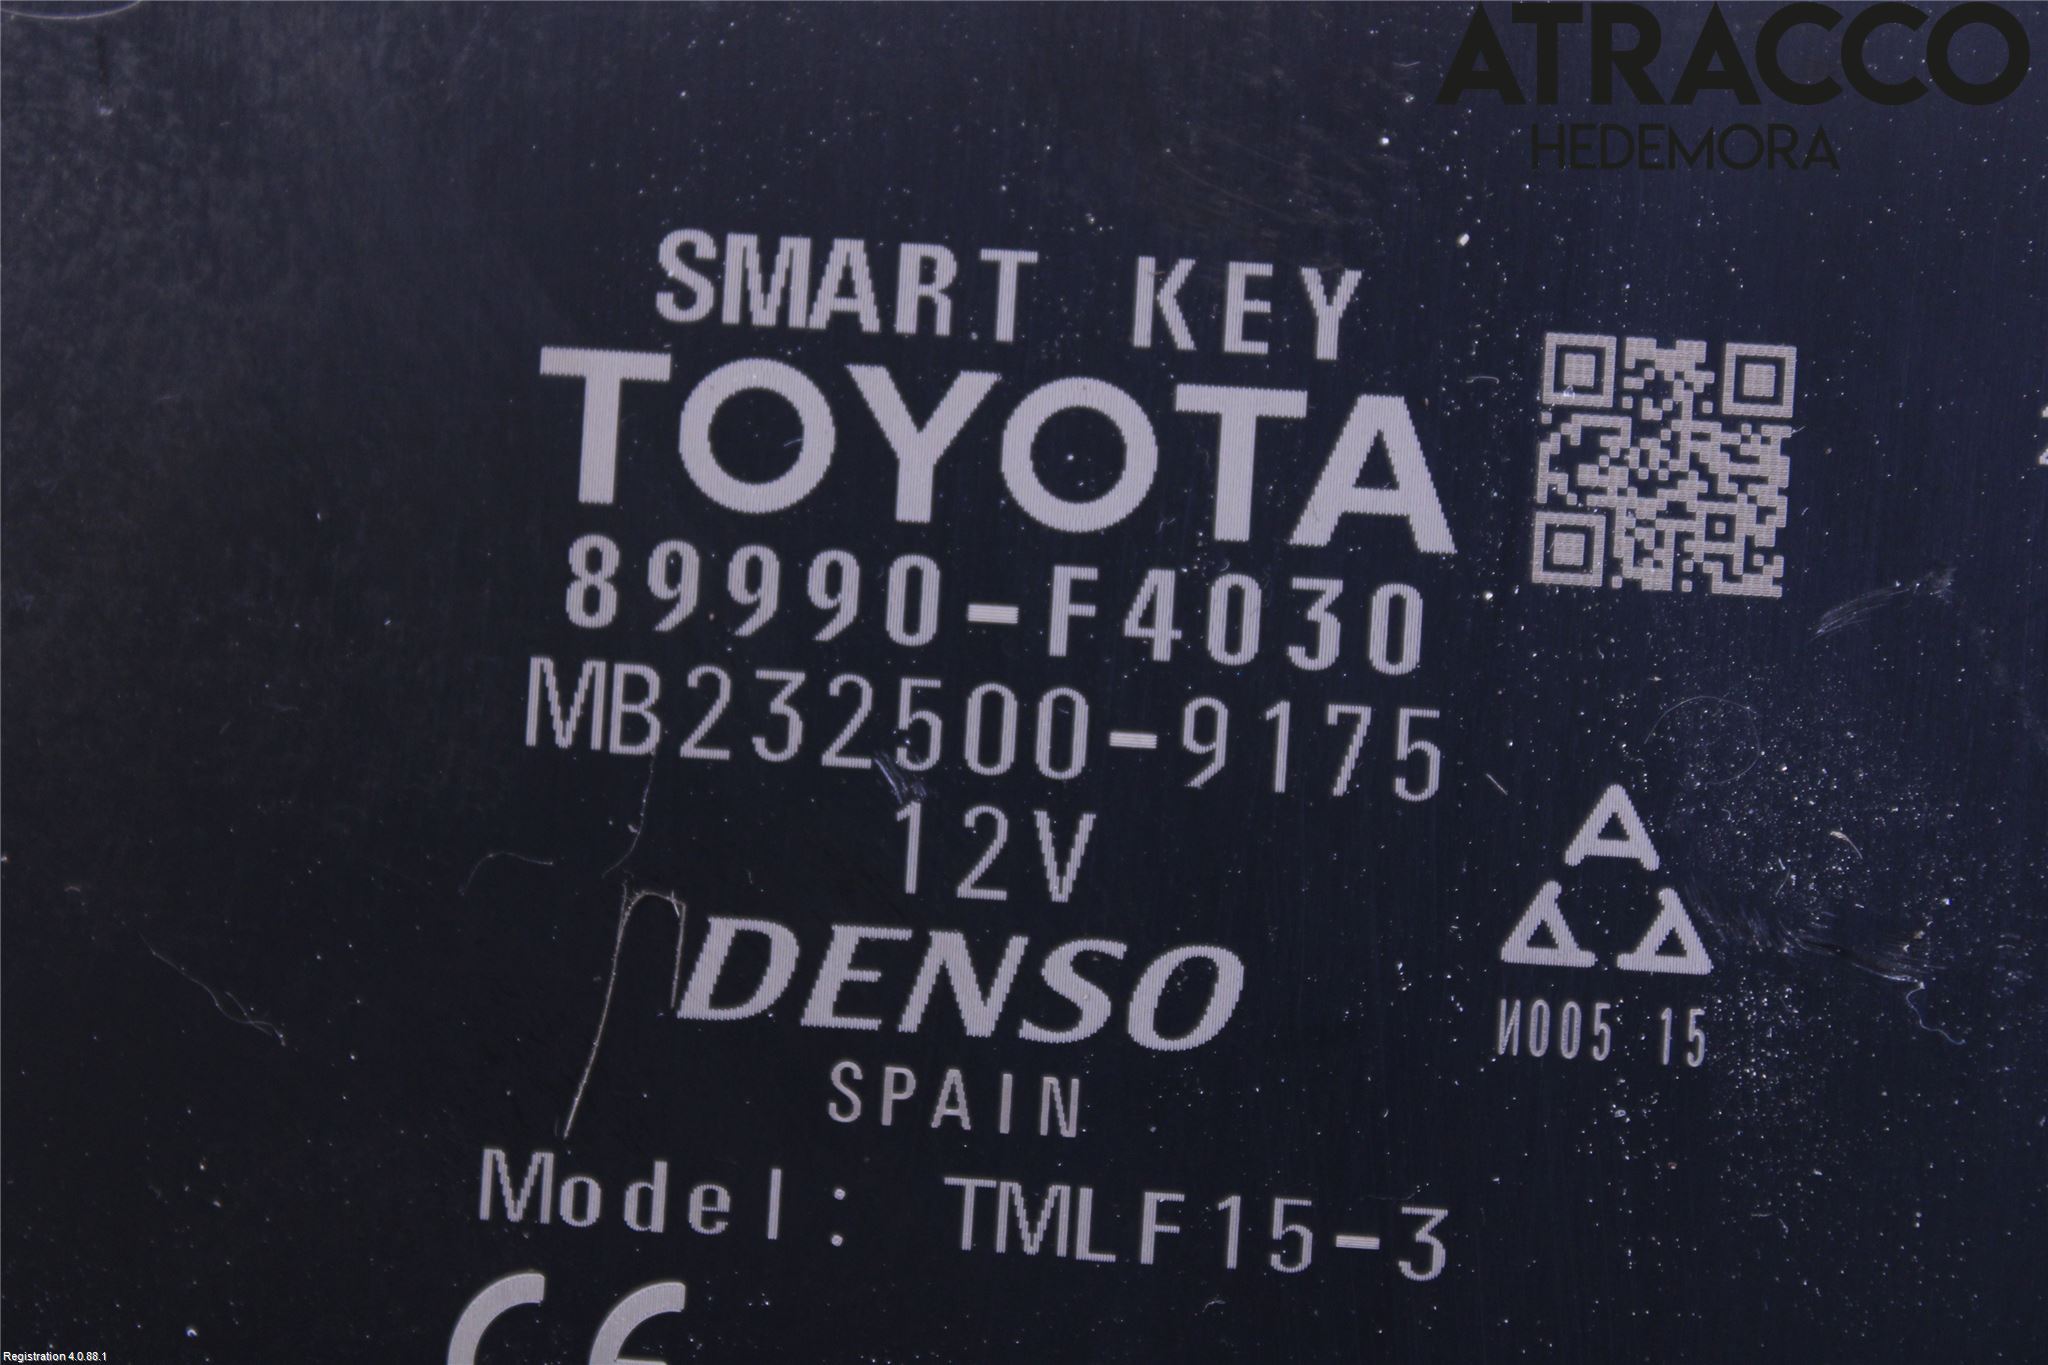 ATRACCO
HEDEMORA
SMART KEY
TOYOTA
89990-F4030
MB232500-9175
12V
DENSO
SPAIN
Model: TMLF15-3
CE
И005 15
Registration 4.0.88.1